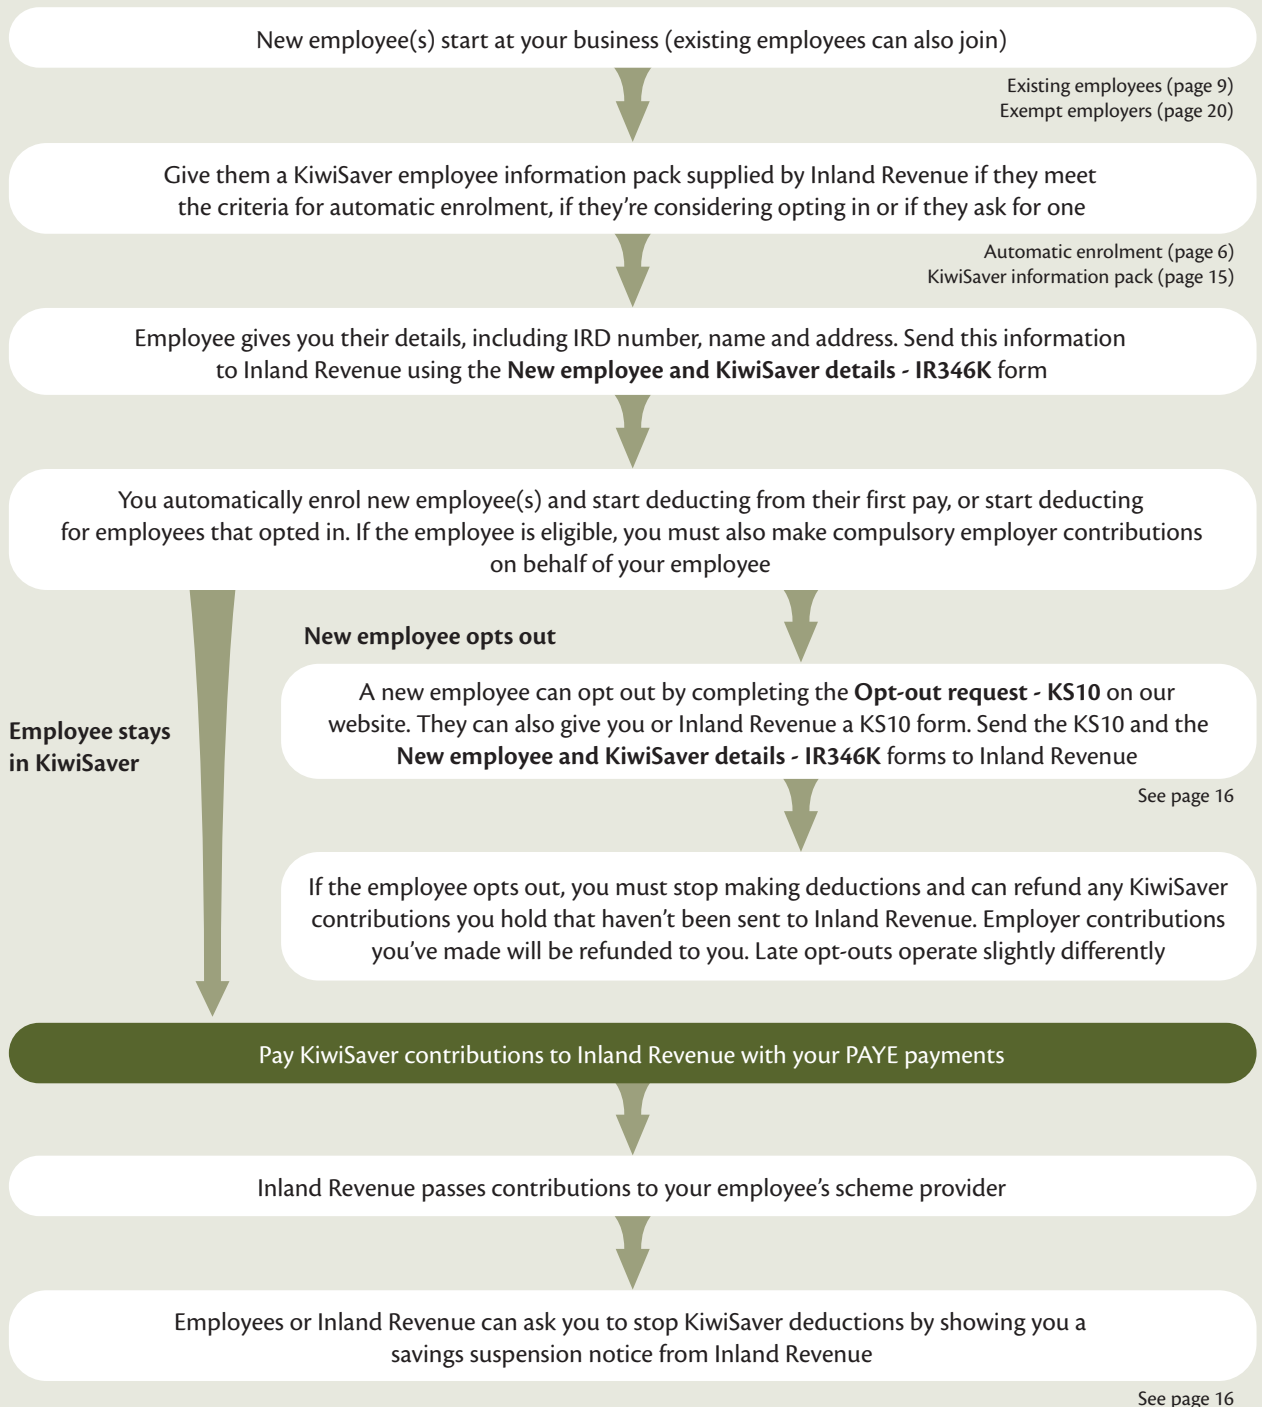 New employee(s) start at your business (existing employees can also join)
Existing employees (page 9)
Exempt employers (page 20)
Give them a KiwiSaver employee information pack supplied by Inland Revenue if they meet
the criteria for automatic enrolment, if they're considering opting in or if they ask for one
Automatic enrolment (page 6)
KiwiSaver information pack (page 15)
Employee gives you their details, including IRD number, name and address. Send this information
to Inland Revenue using the New employee and KiwiSaver details - IR346K form
You automatically enrol new employee(s) and start deducting from their first pay, or start deducting
for employees that opted in. If the employee is eligible, you must also make compulsory employer contributions
on behalf of your employee
New employee opts out
A new employee can opt out by completing the Opt-out request - KS10 on our
website. They can also give you or Inland Revenue a KS10 form. Send the KS10 and the
New employee and KiwiSaver details - IR346K forms to Inland Revenue
See page 16
Employee stays
in KiwiSaver
If the employee opts out, you must stop making deductions and can refund any KiwiSaver
contributions you hold that haven't been sent to Inland Revenue. Employer contributions
you've made will be refunded to you. Late opt-outs operate slightly differently
Pay KiwiSaver contributions to Inland Revenue with your PAYE payments
Inland Revenue passes contributions to your employee's scheme provider
Employees or Inland Revenue can ask you to stop KiwiSaver deductions by showing you a
savings suspension notice from Inland Revenue
See page 16